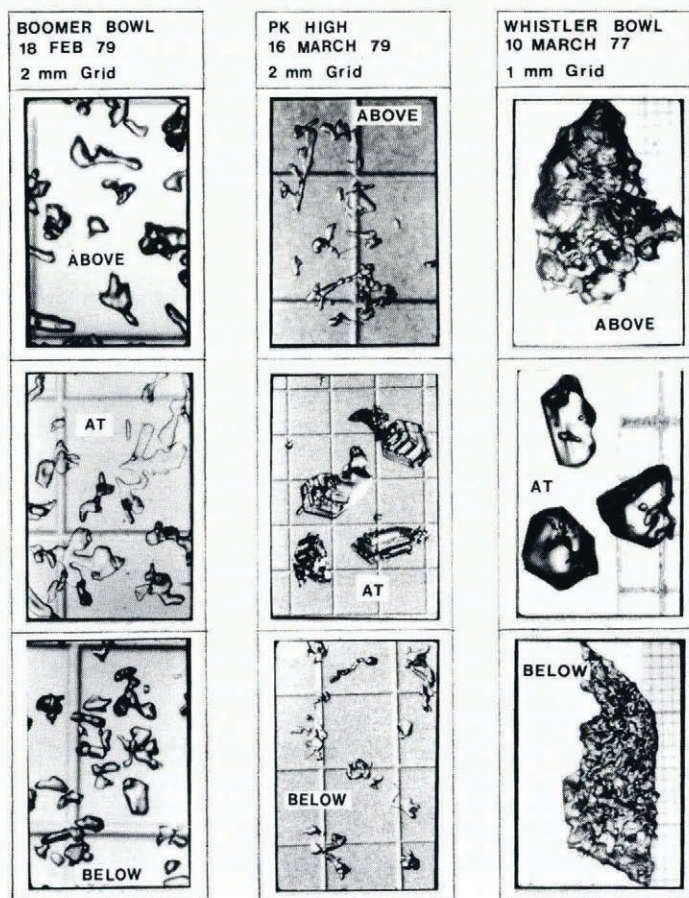 BOOMER BOWL
18 FEB 79
2 mm Grid
ABOVE
AT
BELOW
PK HIGH
16 MARCH 79
2 mm Grid
ABOVE
AT
BELOW
WHISTLER BOWL
10 MARCH 77
1 mm Grid
ABOVE
AT
BELOW